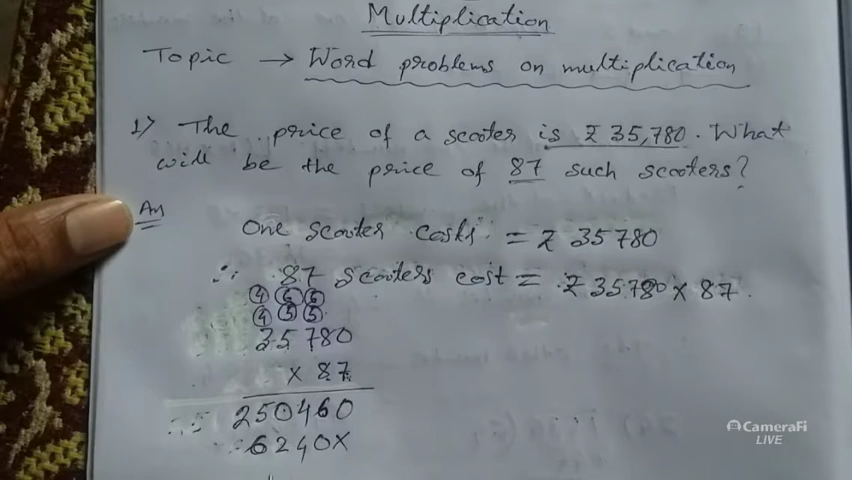 Multiplication
Topic → Word problems on multiplication
1) The price of a scooter is ₹ 35,780. What
will be the price of 87 such scooters?
Ans
One scooter costs = ₹ 35780
∴ 87 scooters cost = ₹ 35780 x 87.
4 6 6
4 5 5
35780
x 87
250460
6240x
CameraFi
LIVE